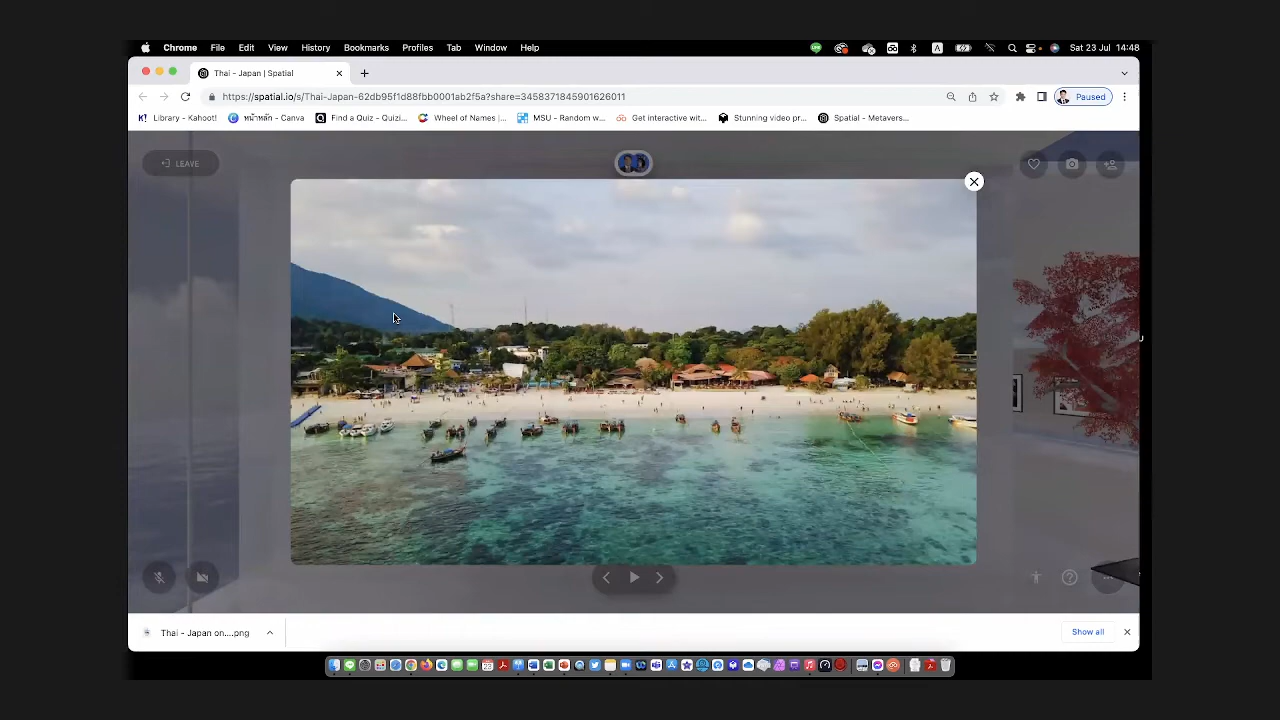 Chrome File Edit View History Bookmarks Profiles Tab Window Help A Sat 23 Jul 14:48
Thai - Japan | Spatial
https://spatial.io/s/Thai-Japan-62db95f1d88fbb0001ab2f5a?share=3458371845901626011 Paused
K! Library - Kahoot! หน้าหลัก - Canva Find a Quiz - Quizi... Wheel of Names |... MSU - Random w... Get interactive wit... Stunning video pr... Spatial - Metavers...
LEAVE
Thai - Japan on....png Show all